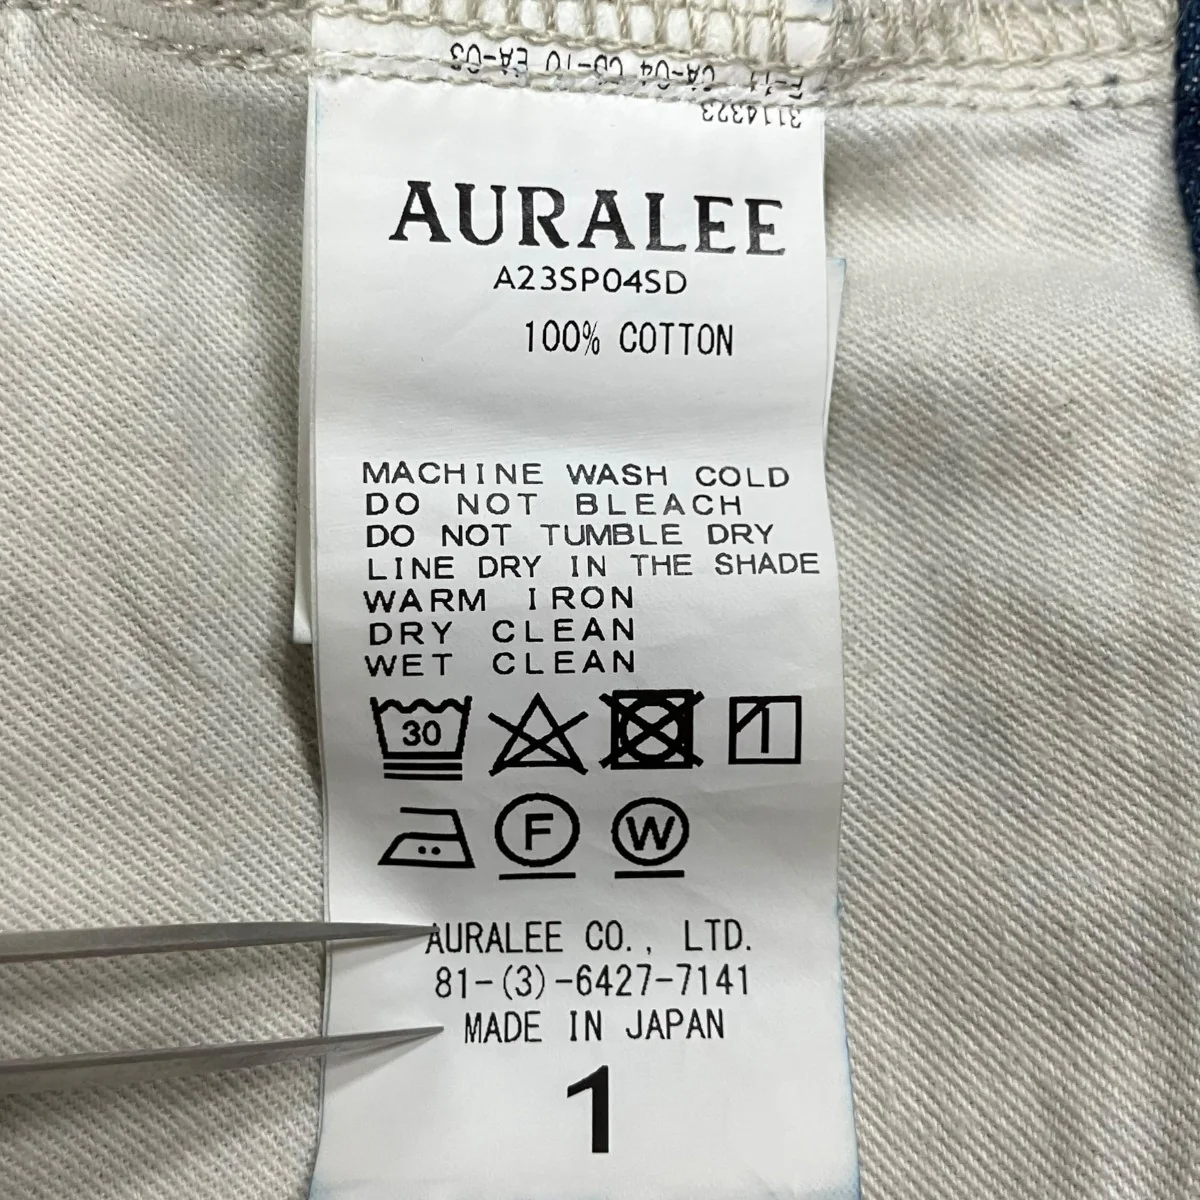 3114323
AURALEE
A23SP04SD
100% COTTON
MACHINE WASH COLD
DO NOT BLEACH
DO NOT TUMBLE DRY
LINE DRY IN THE SHADE
WARM IRON
DRY CLEAN
WET CLEAN
30
F
W
AURALEE CO., LTD.
81-(3)-6427-7141
MADE IN JAPAN
1